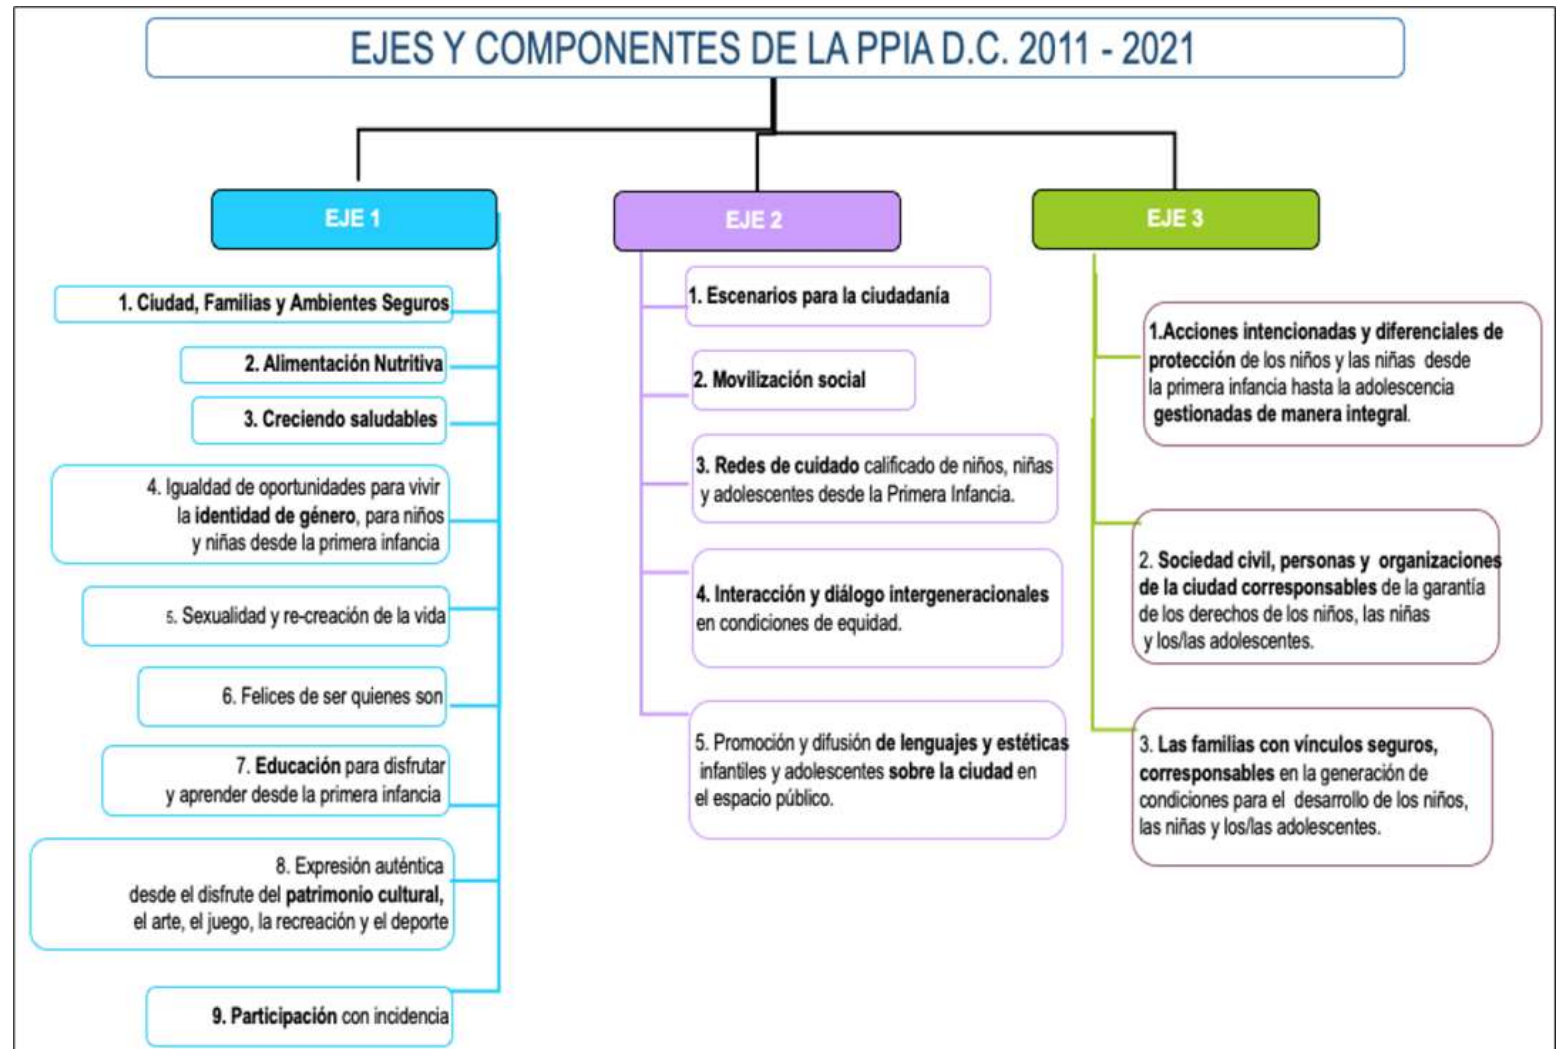 EJES Y COMPONENTES DE LA PPIA D.C. 2011 - 2021
EJE 1
1. Ciudad, Familias y Ambientes Seguros
2. Alimentación Nutritiva
3. Creciendo saludables
4. Igualdad de oportunidades para vivir
la identidad de género, para niños
y niñas desde la primera infancia
5. Sexualidad y re-creación de la vida
6. Felices de ser quienes son
7. Educación para disfrutar
y aprender desde la primera infancia
8. Expresión auténtica
desde el disfrute del patrimonio cultural,
el arte, el juego, la recreación y el deporte
9. Participación con incidencia
EJE 2
1. Escenarios para la ciudadanía
2. Movilización social
3. Redes de cuidado calificado de niños, niñas
y adolescentes desde la Primera Infancia.
4. Interacción y diálogo intergeneracionales
en condiciones de equidad.
5. Promoción y difusión de lenguajes y estéticas
infantiles y adolescentes sobre la ciudad en
el espacio público.
EJE 3
1.Acciones intencionadas y diferenciales de
protección de los niños y las niñas desde
la primera infancia hasta la adolescencia
gestionadas de manera integral.
2. Sociedad civil, personas y organizaciones
de la ciudad corresponsables de la garantía
de los derechos de los niños, las niñas
y los/las adolescentes.
3. Las familias con vínculos seguros,
corresponsables en la generación de
condiciones para el desarrollo de los niños,
las niñas y los/las adolescentes.